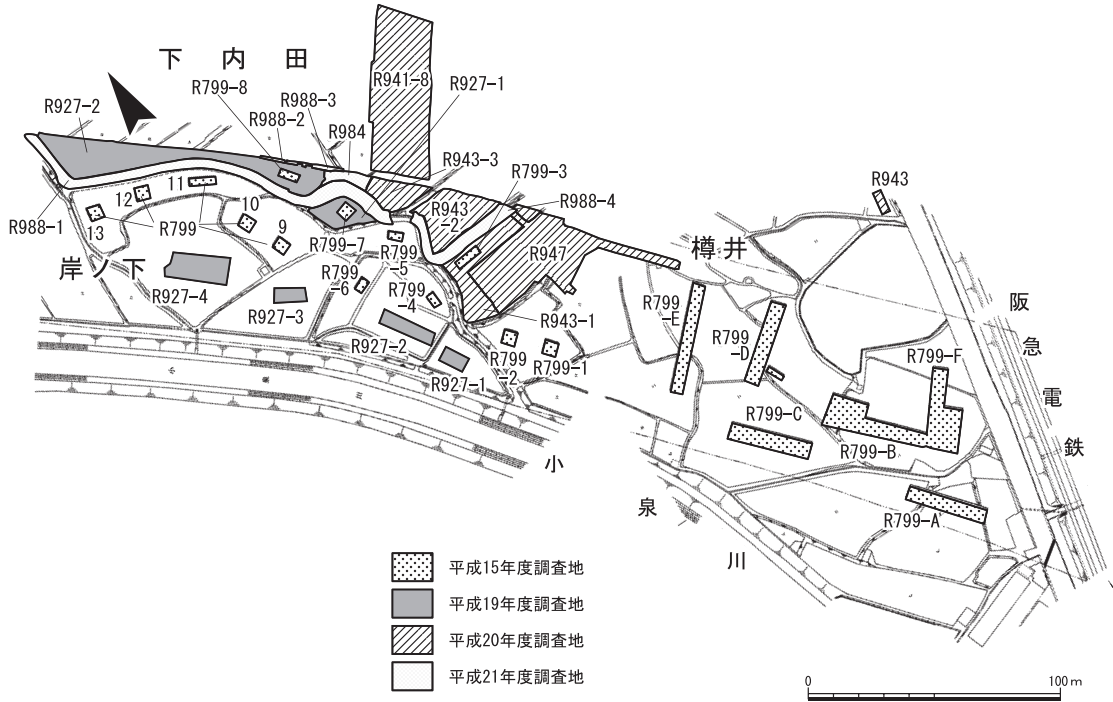 下内田
R799-8
R988-3
R988-2
R927-2
R984
R941-8
R927-1
R943-3
R799-3
R988-4
R943
-2
R947
R943
樽井
11
12
13
R799
10
9
R988-1
岸ノ下
R799-7
R799
-5
R799
-6
R799
-4
R943-1
R927-4
R927-3
R927-2
R927-1
R799
-2
R799-1
R799
-E
R799
-D
R799-F
R799-C
R799-B
R799-A
阪急電鉄
小泉川
平成15年度調査地
平成19年度調査地
平成20年度調査地
平成21年度調査地
0
100m